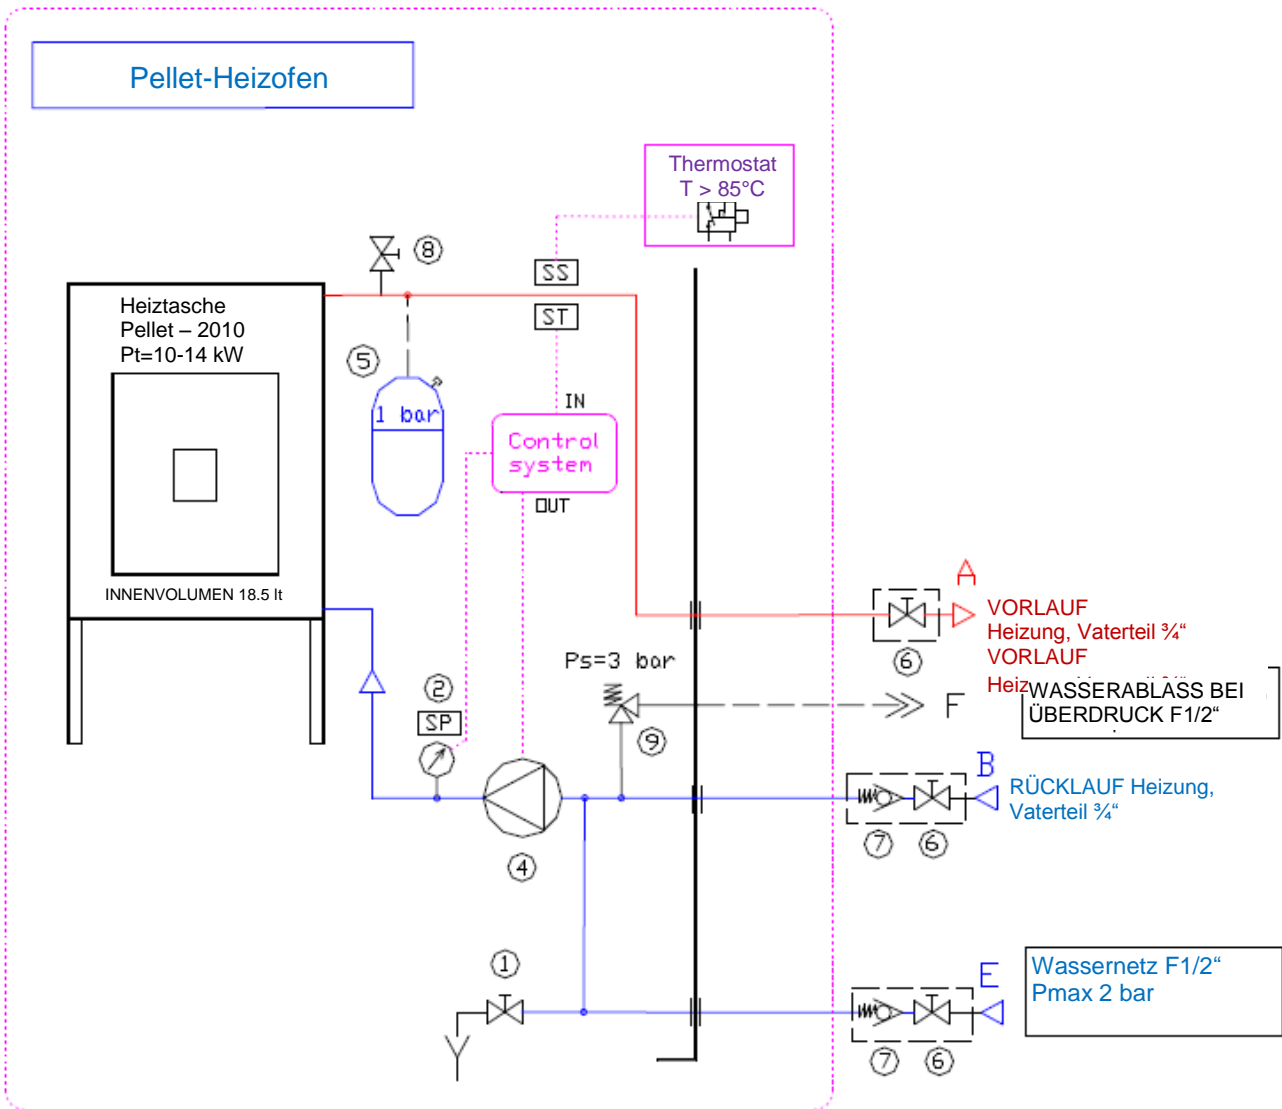 Pellet-Heizofen
Thermostat
T > 85°C
8
SS
ST
Heiztasche
Pellet – 2010
Pt=10-14 kW
5
1 bar
IN
Control
system
OUT
INNENVOLUMEN 18.5 lt
A
VORLAUF
Heizung, Vaterteil ¾“
VORLAUF
6
Ps=3 bar
2
SP
9
F
WASSERABLASS BEI
ÜBERDRUCK F1/2“
B
RÜCKLAUF Heizung,
Vaterteil ¾“
7
6
4
1
E
Wassernetz F1/2“
Pmax 2 bar
7
6